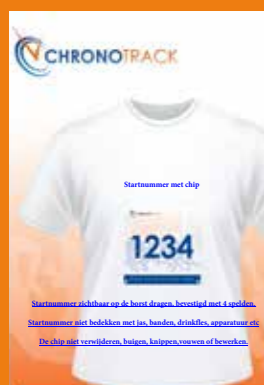 CHRONOTRACK
Startnummer met chip
1234
Startnummer zichtbaar op de borst dragen, bevestigd met 4 spelden.
Startnummer niet bedekken met jas, banden, drinkfles, apparatuur etc
De chip niet verwijderen, buigen, knippen,vouwen of bewerken.